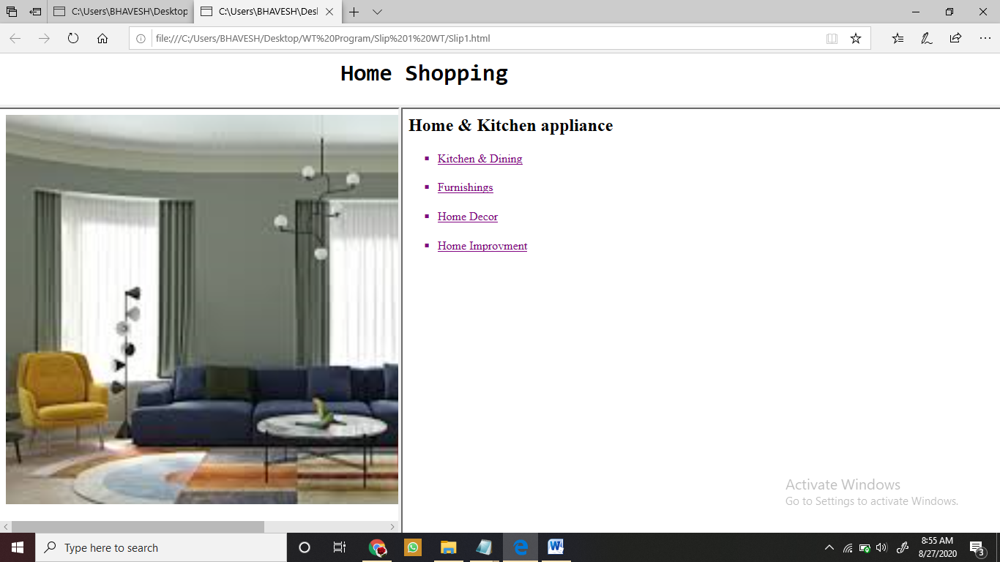 C:\Users\BHAVESH\Desktop
C:\Users\BHAVESH\Des
file:///C:/Users/BHAVESH/Desktop/WT%20Program/Slip%201%20WT/Slip1.html
Home Shopping
Home & Kitchen appliance
Kitchen & Dining
Furnishings
Home Decor
Home Improvment
Activate Windows
Go to Settings to activate Windows.
Type here to search
8:55 AM
8/27/2020
3